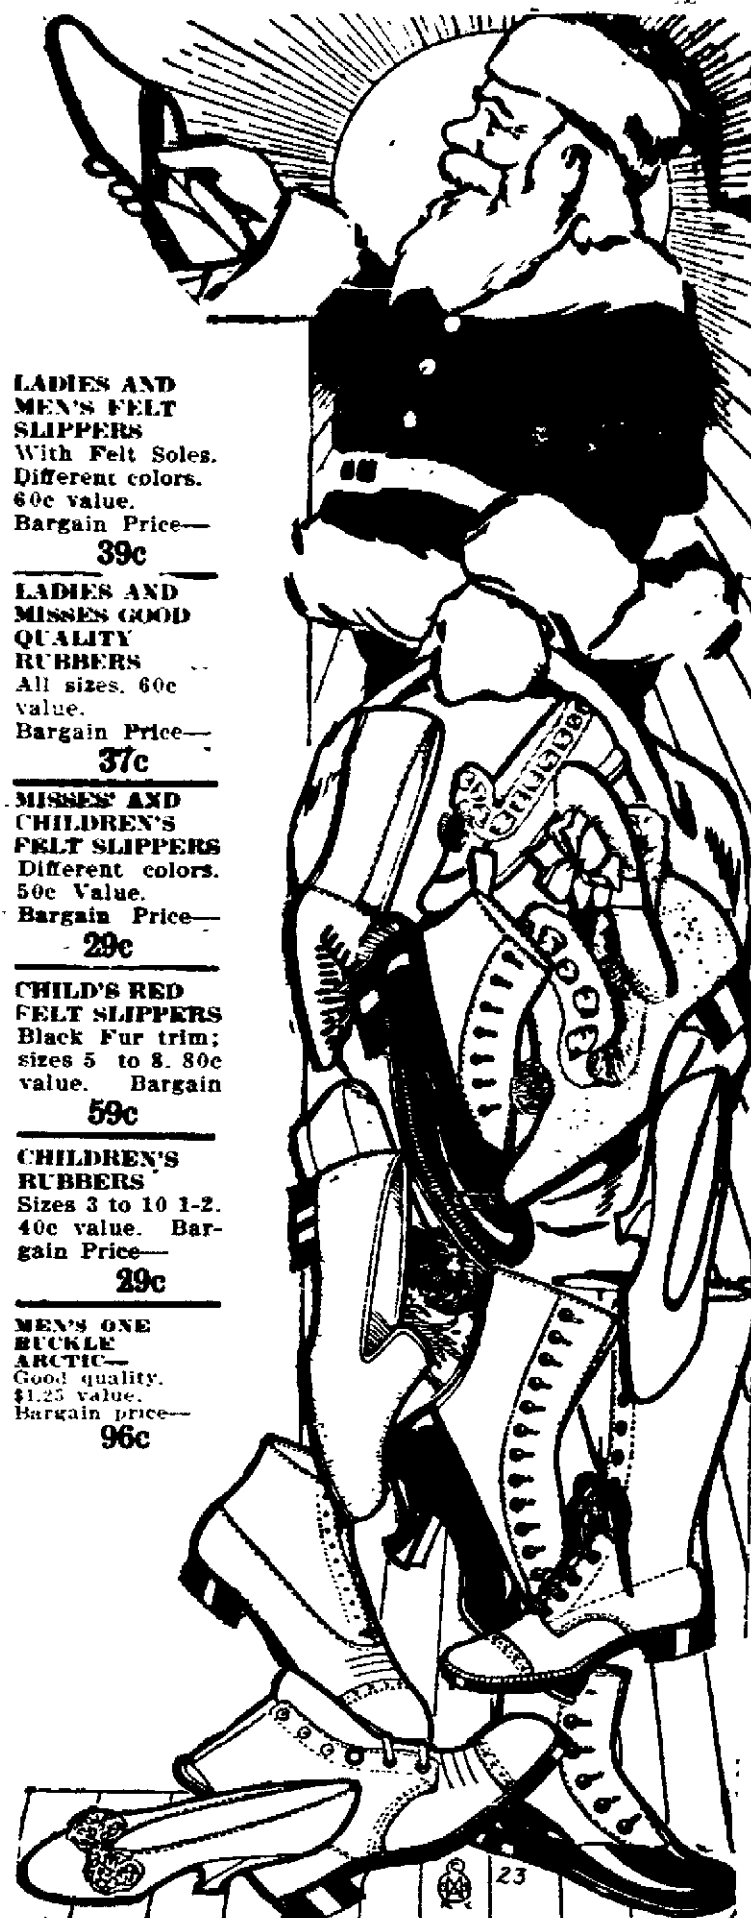 LADIES AND
MEN'S FELT
SLIPPERS
With Felt Soles.
Different colors.
60c value.
Bargain Price—
39c
LADIES AND
MISSES GOOD
QUALITY
RUBBERS
All sizes. 60c
value.
Bargain Price—
37c
MISSES' AND
CHILDREN'S
FELT SLIPPERS
Different colors.
50c Value.
Bargain Price—
29c
CHILD'S RED
FELT SLIPPERS
Black Fur trim;
sizes 5 to 8. 80c
value. Bargain
59c
CHILDREN'S
RUBBERS
Sizes 3 to 10 1-2.
40c value. Bar-
gain Price—
29c
MEN'S ONE
BUCKLE
ARCTIC—
Good quality.
$1.25 value.
Bargain price—
96c
23